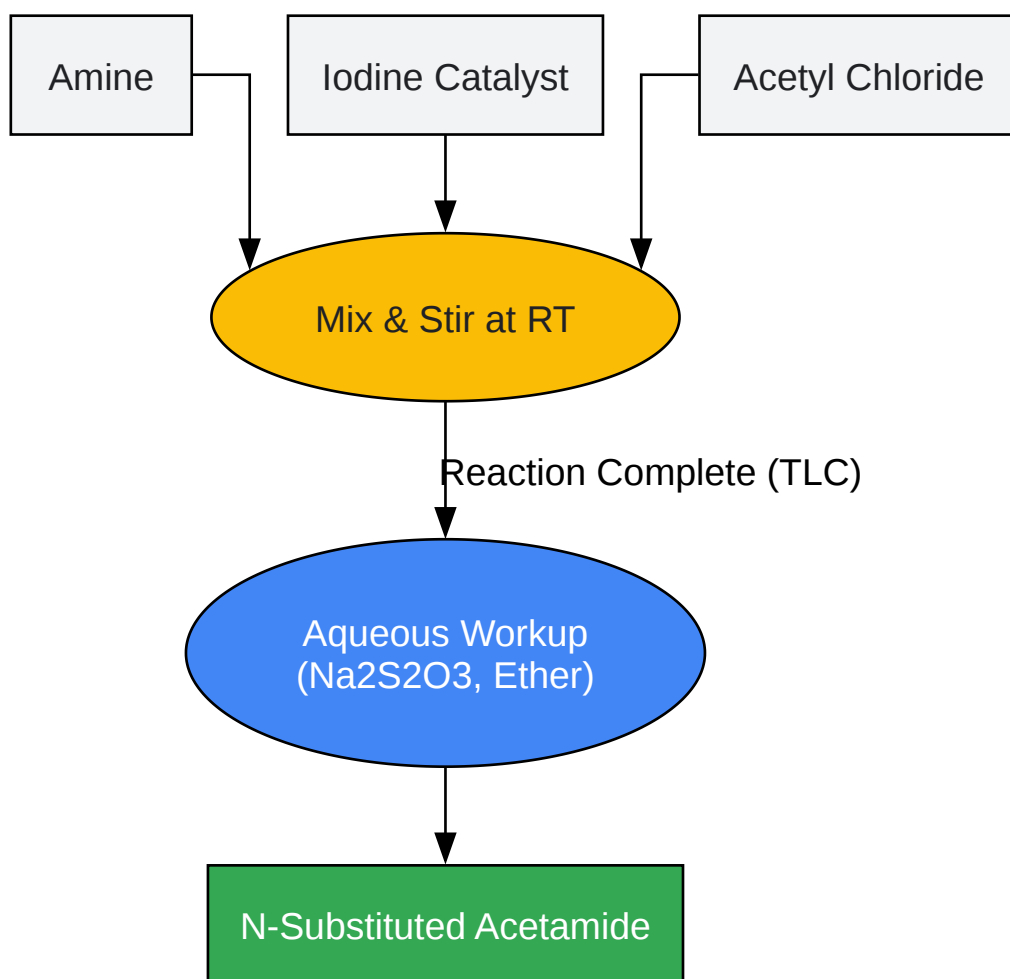 Amine
Iodine Catalyst
Acetyl Chloride
Mix & Stir at RT
Reaction Complete (TLC)
Aqueous Workup
(Na2S2O3, Ether)
N-Substituted Acetamide